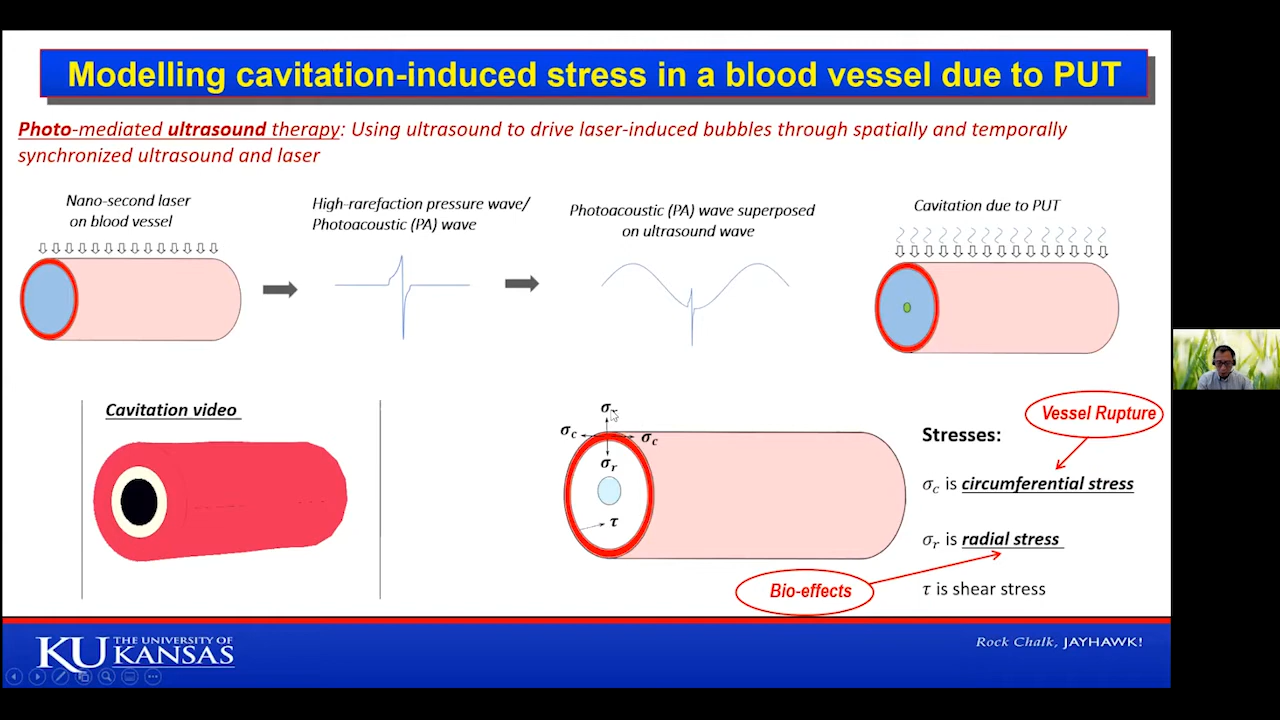 Modelling cavitation-induced stress in a blood vessel due to PUT
Photo-mediated ultrasound therapy: Using ultrasound to drive laser-induced bubbles through spatially and temporally
synchronized ultrasound and laser
Nano-second laser
on blood vessel
High-rarefaction pressure wave/
Photoacoustic (PA) wave
Photoacoustic (PA) wave superposed
on ultrasound wave
Cavitation due to PUT
Cavitation video
σr
σc
σc
σr
τ
Vessel Rupture
Stresses:
σc is circumferential stress
σr is radial stress
Bio-effects
τ is shear stress
KU THE UNIVERSITY OF
KANSAS
Rock Chalk, JAYHAWK!